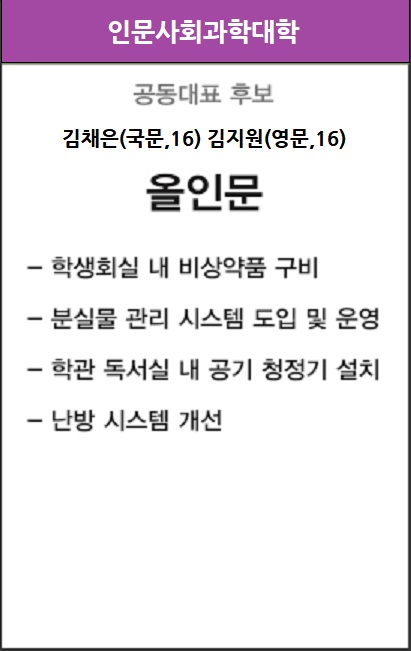 인문사회과학대학
공동대표 후보
김채은(국문,16) 김지원(영문,16)
올인문
– 학생회실 내 비상약품 구비
– 분실물 관리 시스템 도입 및 운영
– 학관 독서실 내 공기 청정기 설치
– 난방 시스템 개선